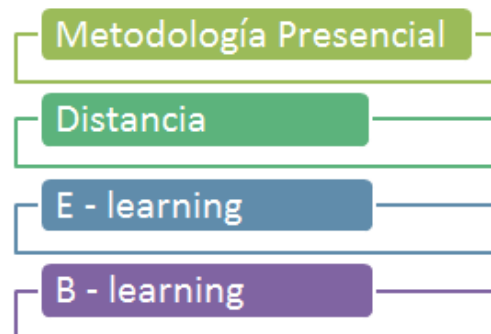 Metodología Presencial
Distancia
E - learning
B - learning